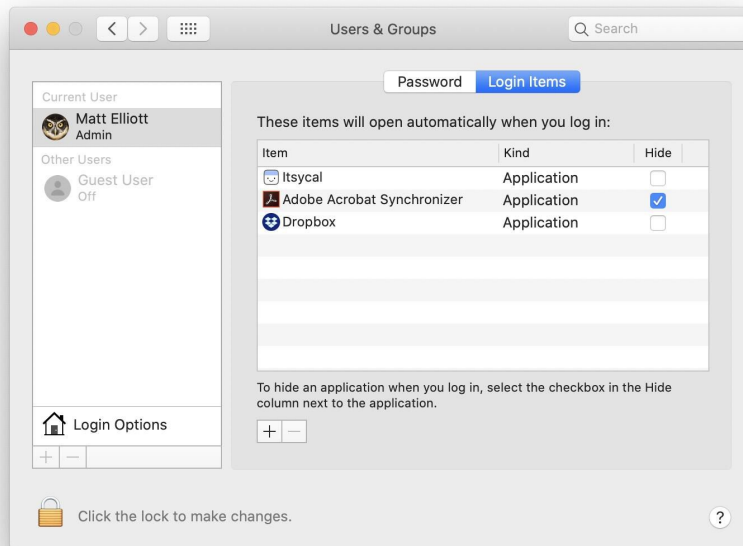 Users & Groups
Search
Password Login Items
Current User
Matt Elliott
Admin
Other Users
Guest User
Off
Login Options
These items will open automatically when you log in:
Item Kind Hide
Itsycal Application
Adobe Acrobat Synchronizer Application
Dropbox Application
To hide an application when you log in, select the checkbox in the Hide
column next to the application.
Click the lock to make changes.
?